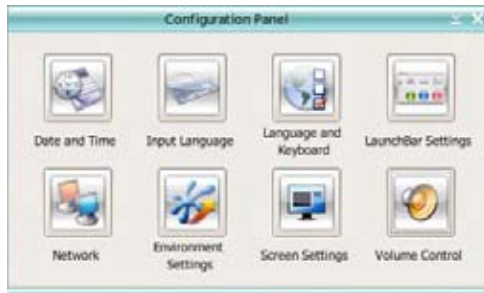 Configuration Panel
Date and Time
Input Language
Language and
Keyboard
LaunchBar Settings
Network
Environment
Settings
Screen Settings
Volume Control